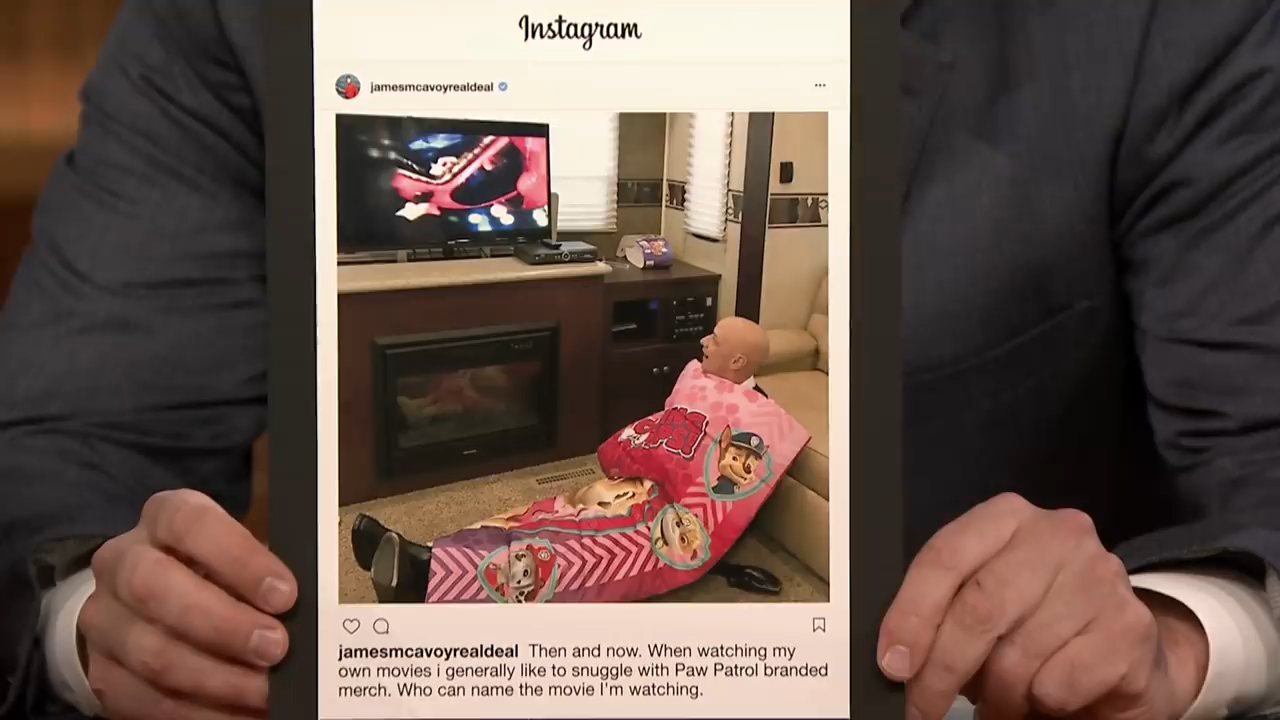 Instagram
jamesmcavoyrealdeal
jamesmcavoyrealdeal Then and now. When watching my
own movies i generally like to snuggle with Paw Patrol branded
merch. Who can name the movie I'm watching.